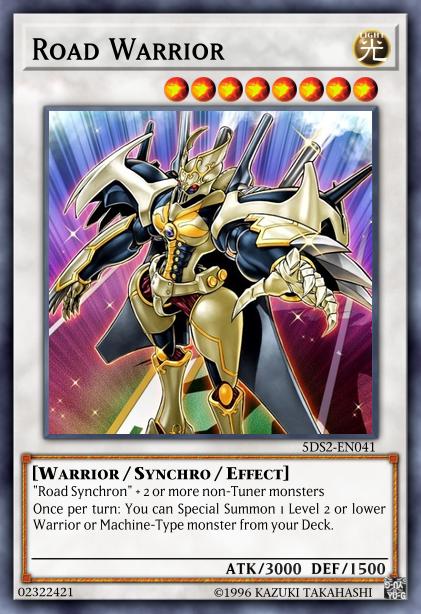 ROAD WARRIOR
LIGHT
光
5DS2-EN041
[WARRIOR / SYNCHRO / EFFECT]
"Road Synchron" + 2 or more non-Tuner monsters
Once per turn: You can Special Summon 1 Level 2 or lower
Warrior or Machine-Type monster from your Deck.
ATK/3000 DEF/1500
02322421 ©1996 KAZUKI TAKAHASHI